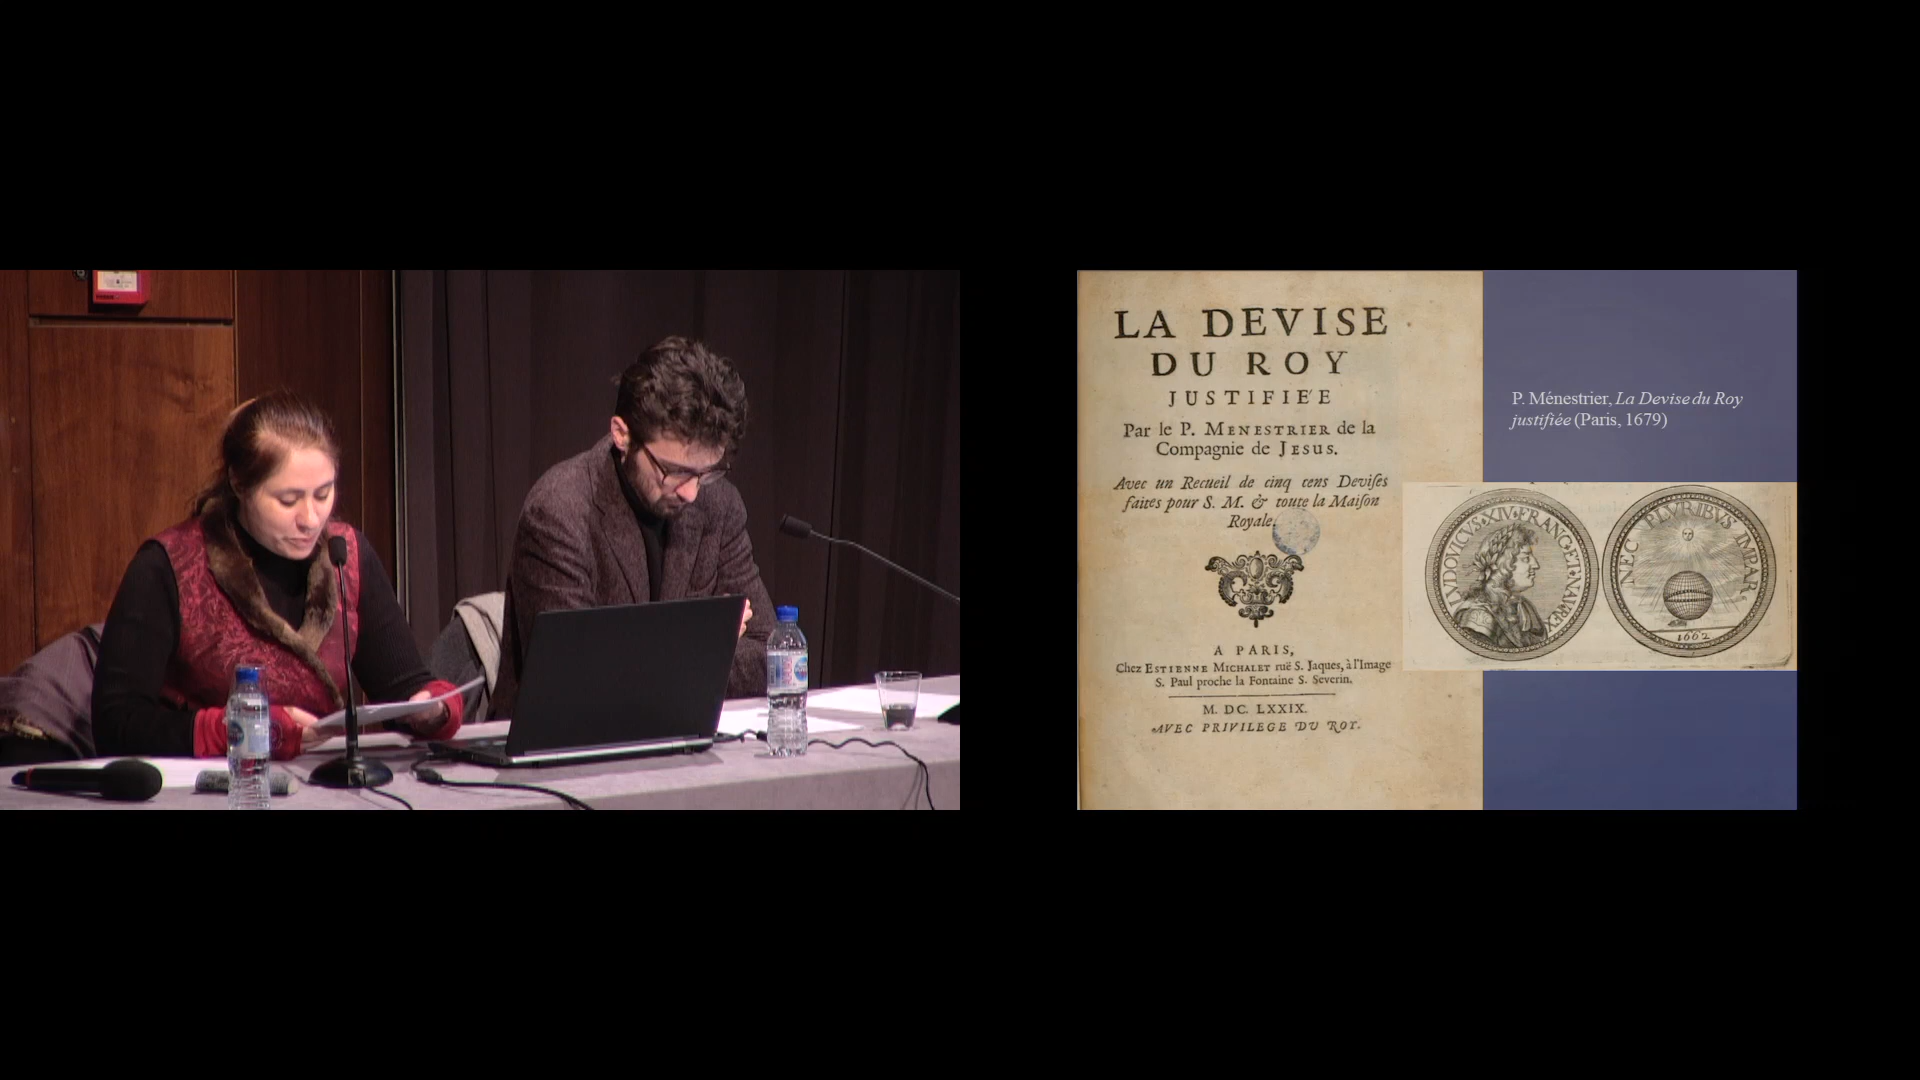 LA DEVISE
DU ROY
JUSTIFIÉE
Par le P. MENESTRIER de la
Compagnie de JESUS.
Avec un Recueil de cinq cens Devises
faites pour S. M. & toute la Maison
Royale.
A PARIS,
Chez ESTIENNE MICHALET ruë S. Jaques, à l'Image
S. Paul proche la Fontaine S. Severin.
M. DC. LXXIX.
AVEC PRIVILEGE DU ROY.
P. Ménestrier, La Devise du Roy
justifiée (Paris, 1679)
LVDOVICVS·XIV·FRANC·ET·NAV·REX
NEC PLVRIBVS IMPAR
1662